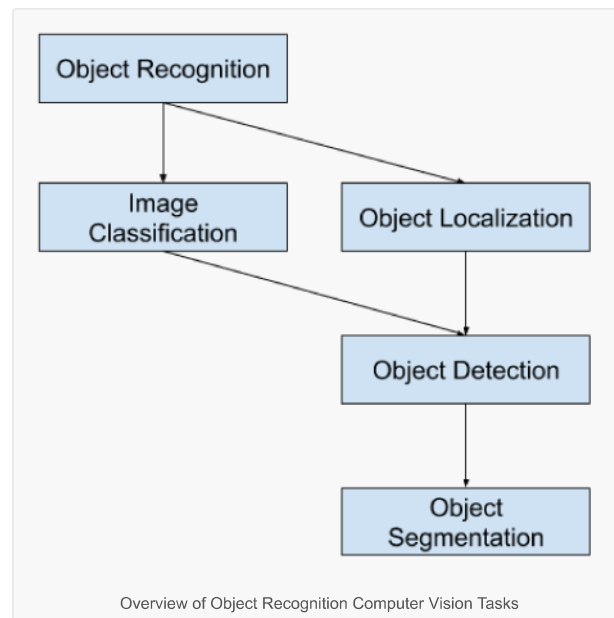 Object Recognition
Image
Classification
Object Localization
Object Detection
Object
Segmentation
Overview of Object Recognition Computer Vision Tasks